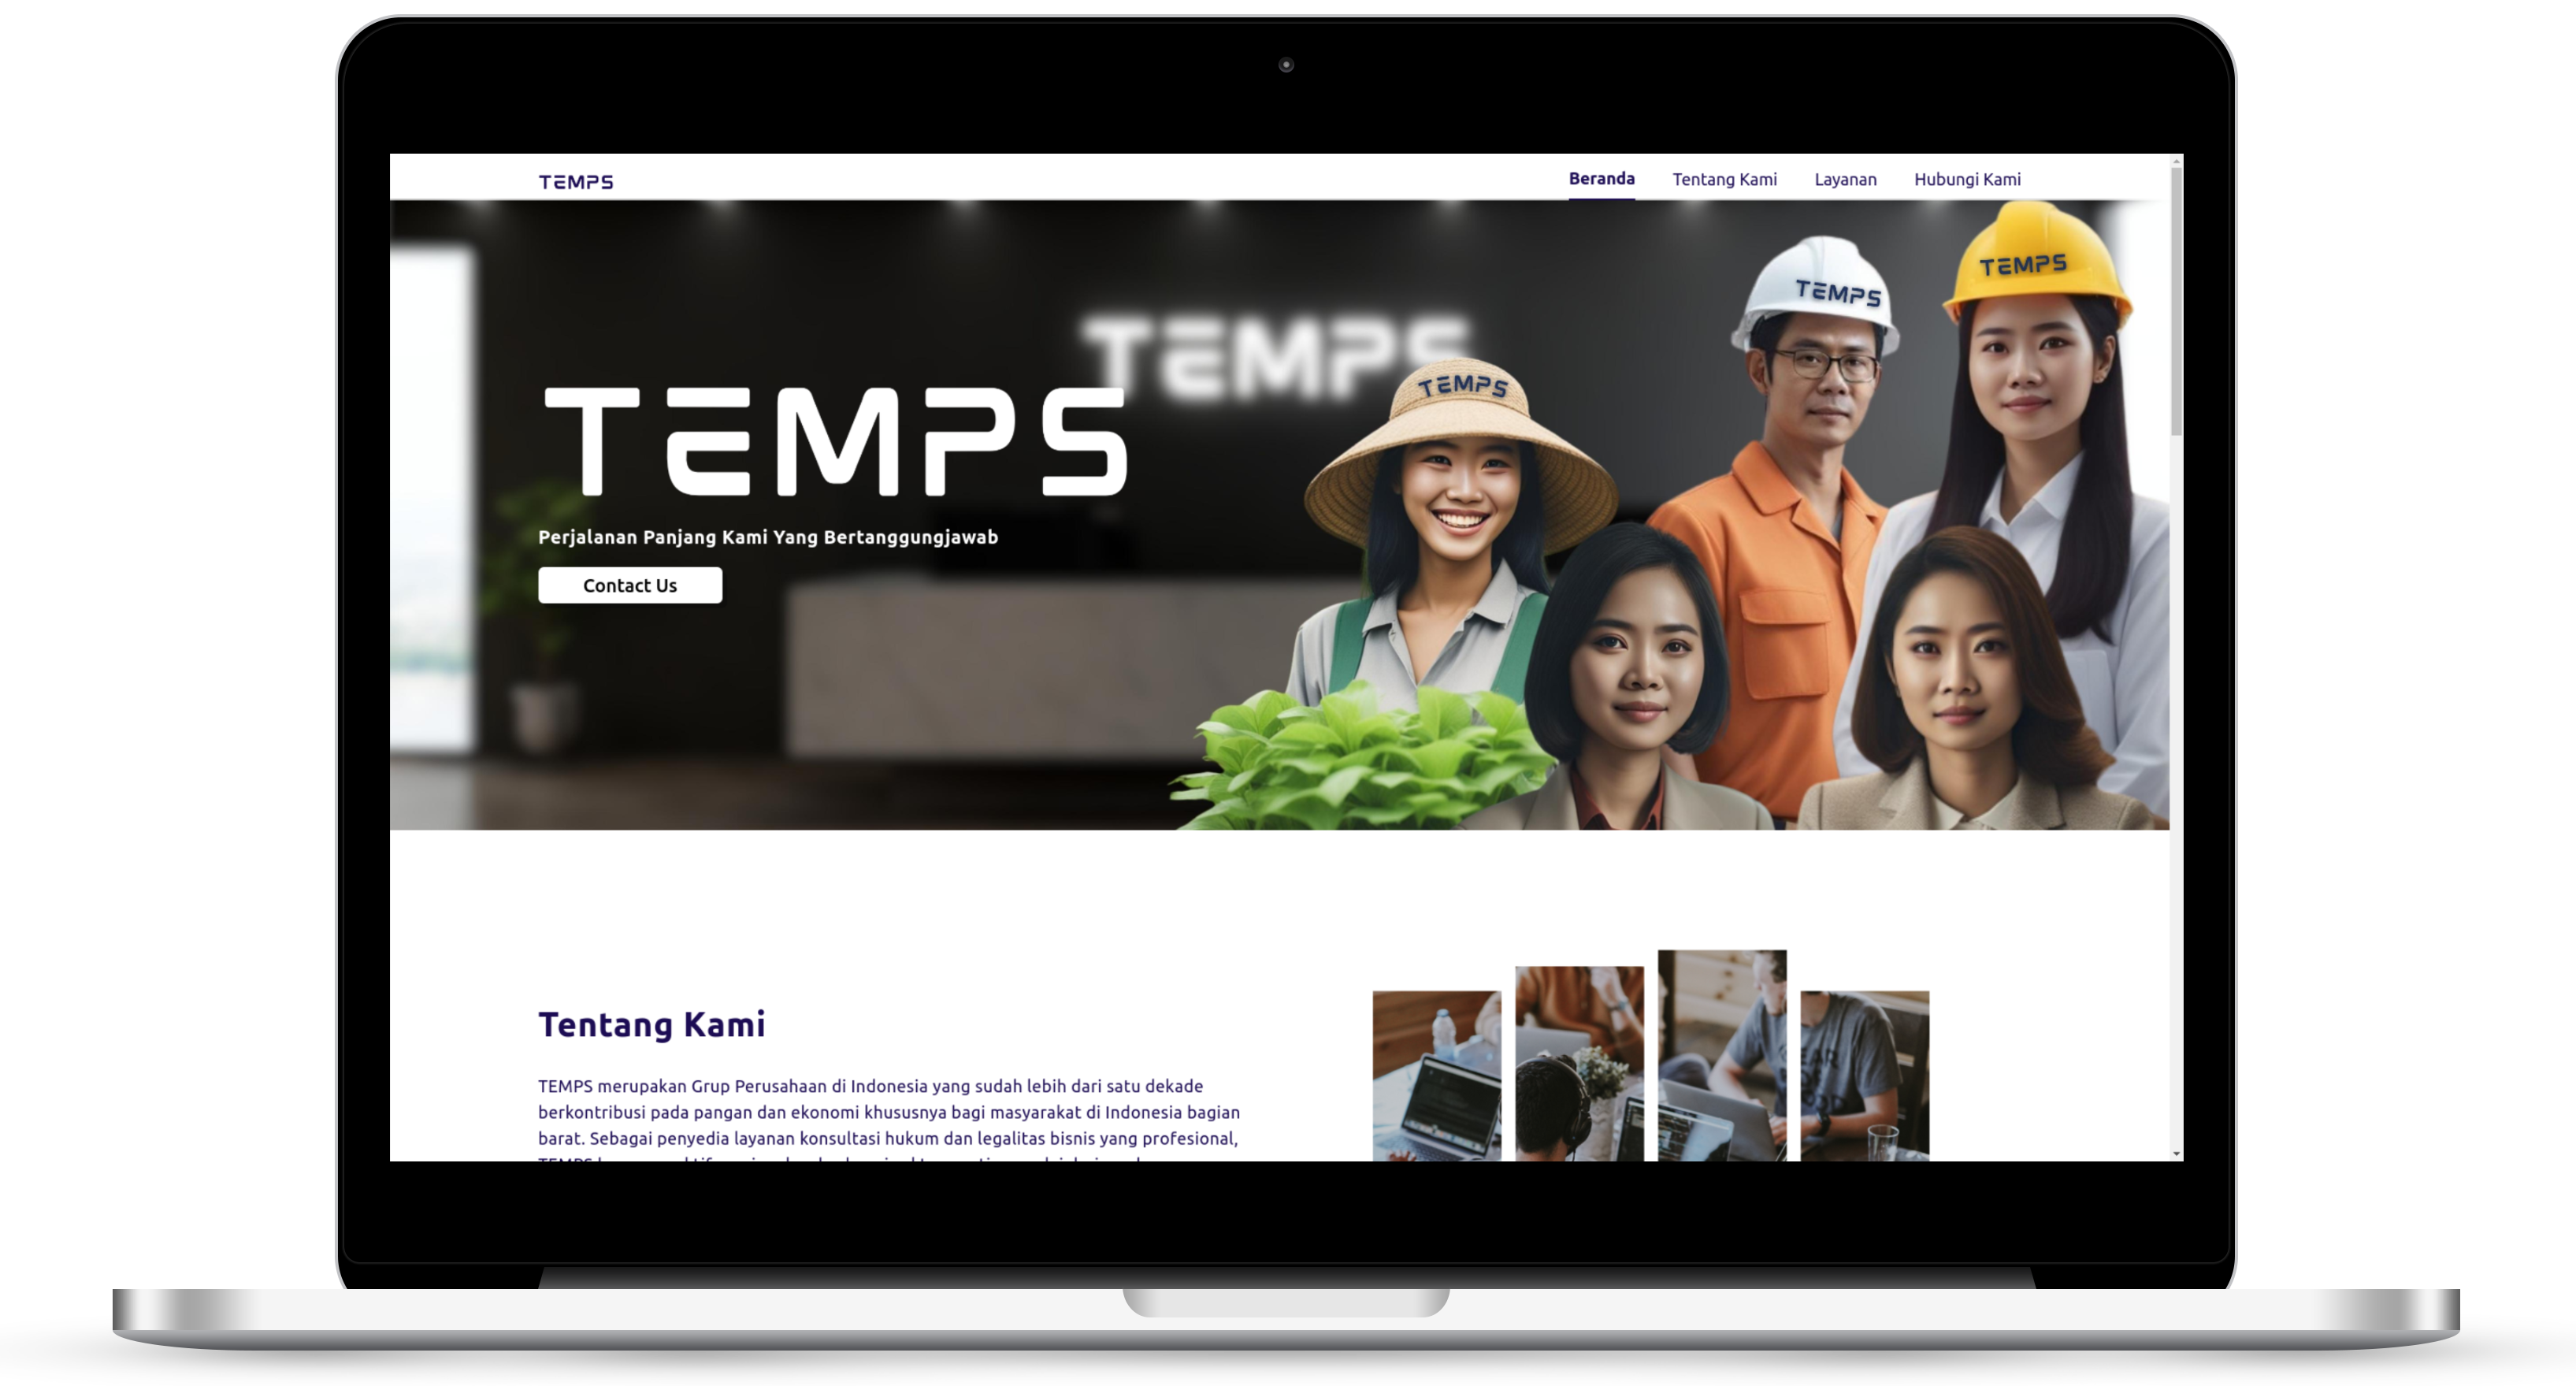 TEMPS
Beranda Tentang Kami Layanan Hubungi Kami
TEMPS
TEMPS
TEMPS
TEMPS
TEMPS
Perjalanan Panjang Kami Yang Bertanggungjawab
Contact Us
Tentang Kami
TEMPS merupakan Grup Perusahaan di Indonesia yang sudah lebih dari satu dekade
berkontribusi pada pangan dan ekonomi khususnya bagi masyarakat di Indonesia bagian
barat. Sebagai penyedia layanan konsultasi hukum dan legalitas bisnis yang profesional,